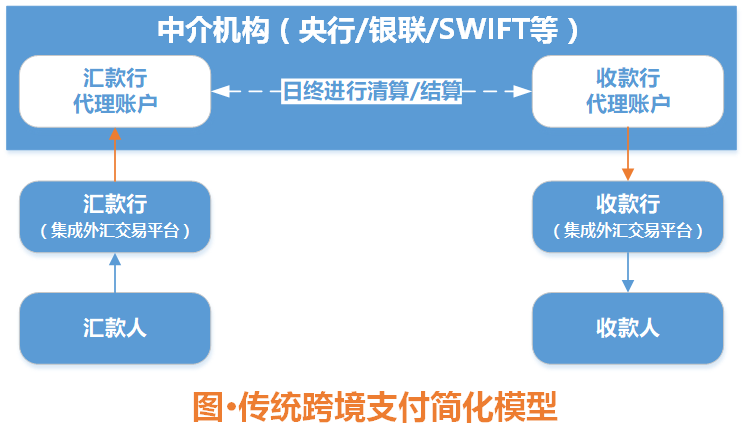 中介机构（央行/银联/SWIFT等）
汇款行
代理账户
日终进行清算/结算
收款行
代理账户
汇款行
（集成外汇交易平台）
收款行
（集成外汇交易平台）
汇款人
收款人
图•传统跨境支付简化模型